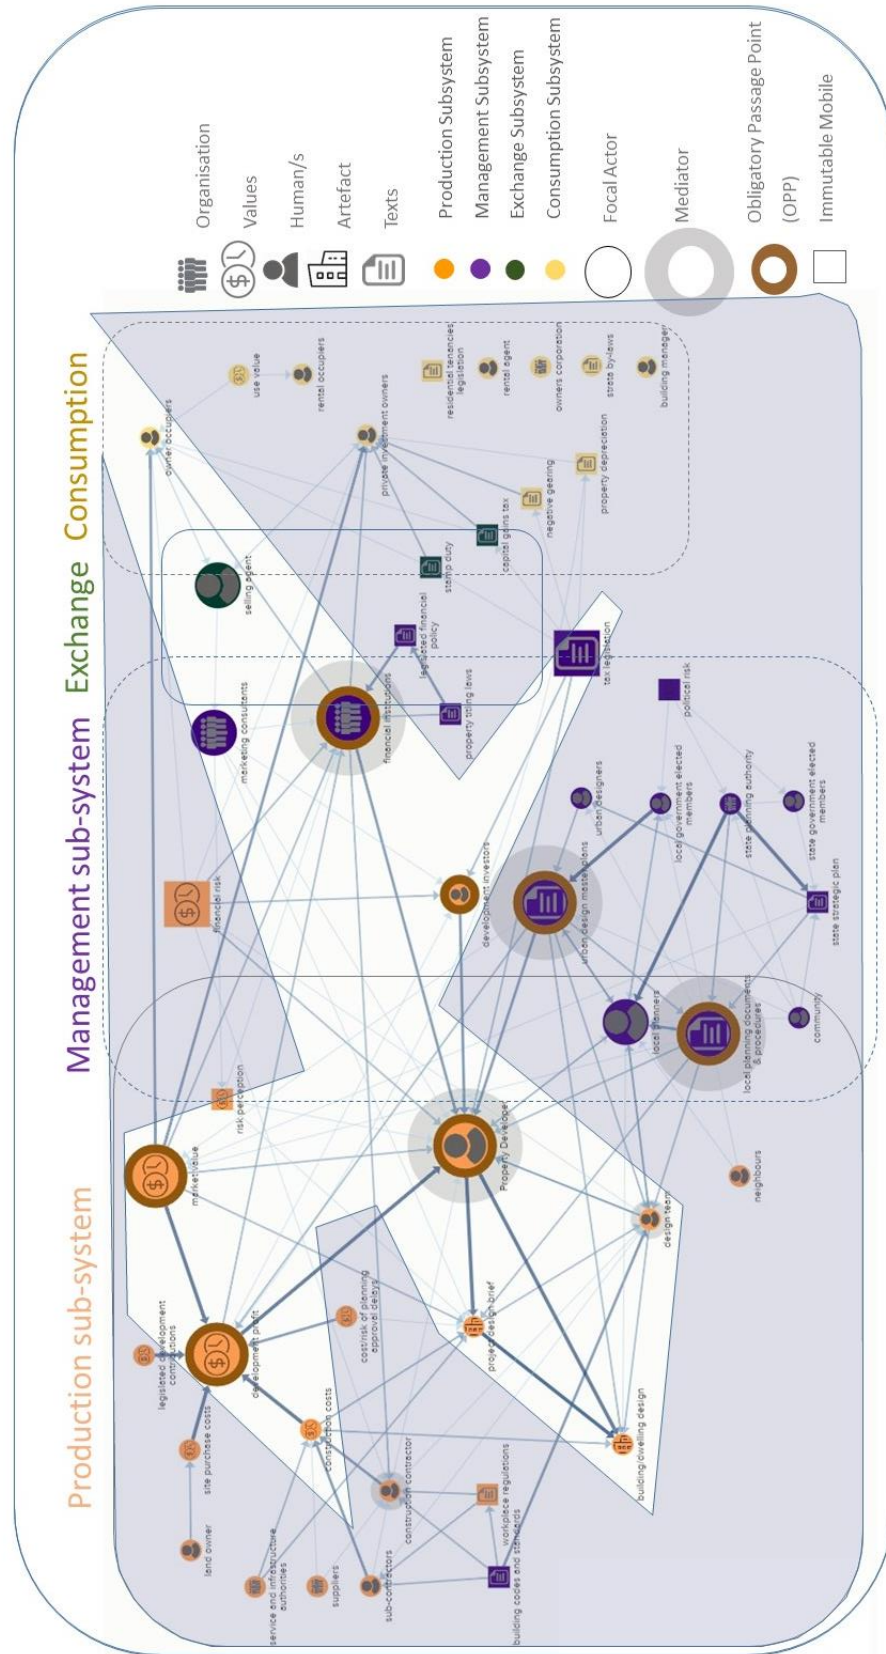 Production sub-system
Management sub-system
Exchange
Consumption
Organisation
Values
Human/s
Artefact
Texts
Production Subsystem
Management Subsystem
Exchange Subsystem
Consumption Subsystem
Focal Actor
Mediator
Obligatory Passage Point
(OPP)
Immutable Mobile
land owner
site purchase costs
legislated development
contributions
market value
risk perception
financial risk
marketing consultants
selling agent
owner occupiers
use value
rental occupiers
service and infrastructure
authorities
suppliers
sub-contractors
construction costs
development profit
cost/risk of planning
approval delays
construction contractor
financial institutions
legislated financial
policy
property titling laws
stamp duty
capital gains tax
private investment owners
residential tenancies
legislation
rental agent
owners corporation
strata by-laws
building manager
negative gearing
property depreciation
workplace regulations
building codes and standards
project design brief
Property Developer
development investors
building/dwelling design
design team
neighbours
urban design masterplans
local planners
local planning documents
& procedures
community
tax legislation
political risk
urban designers
local government elected
members
state planning authority
state government elected
members
state strategic plan